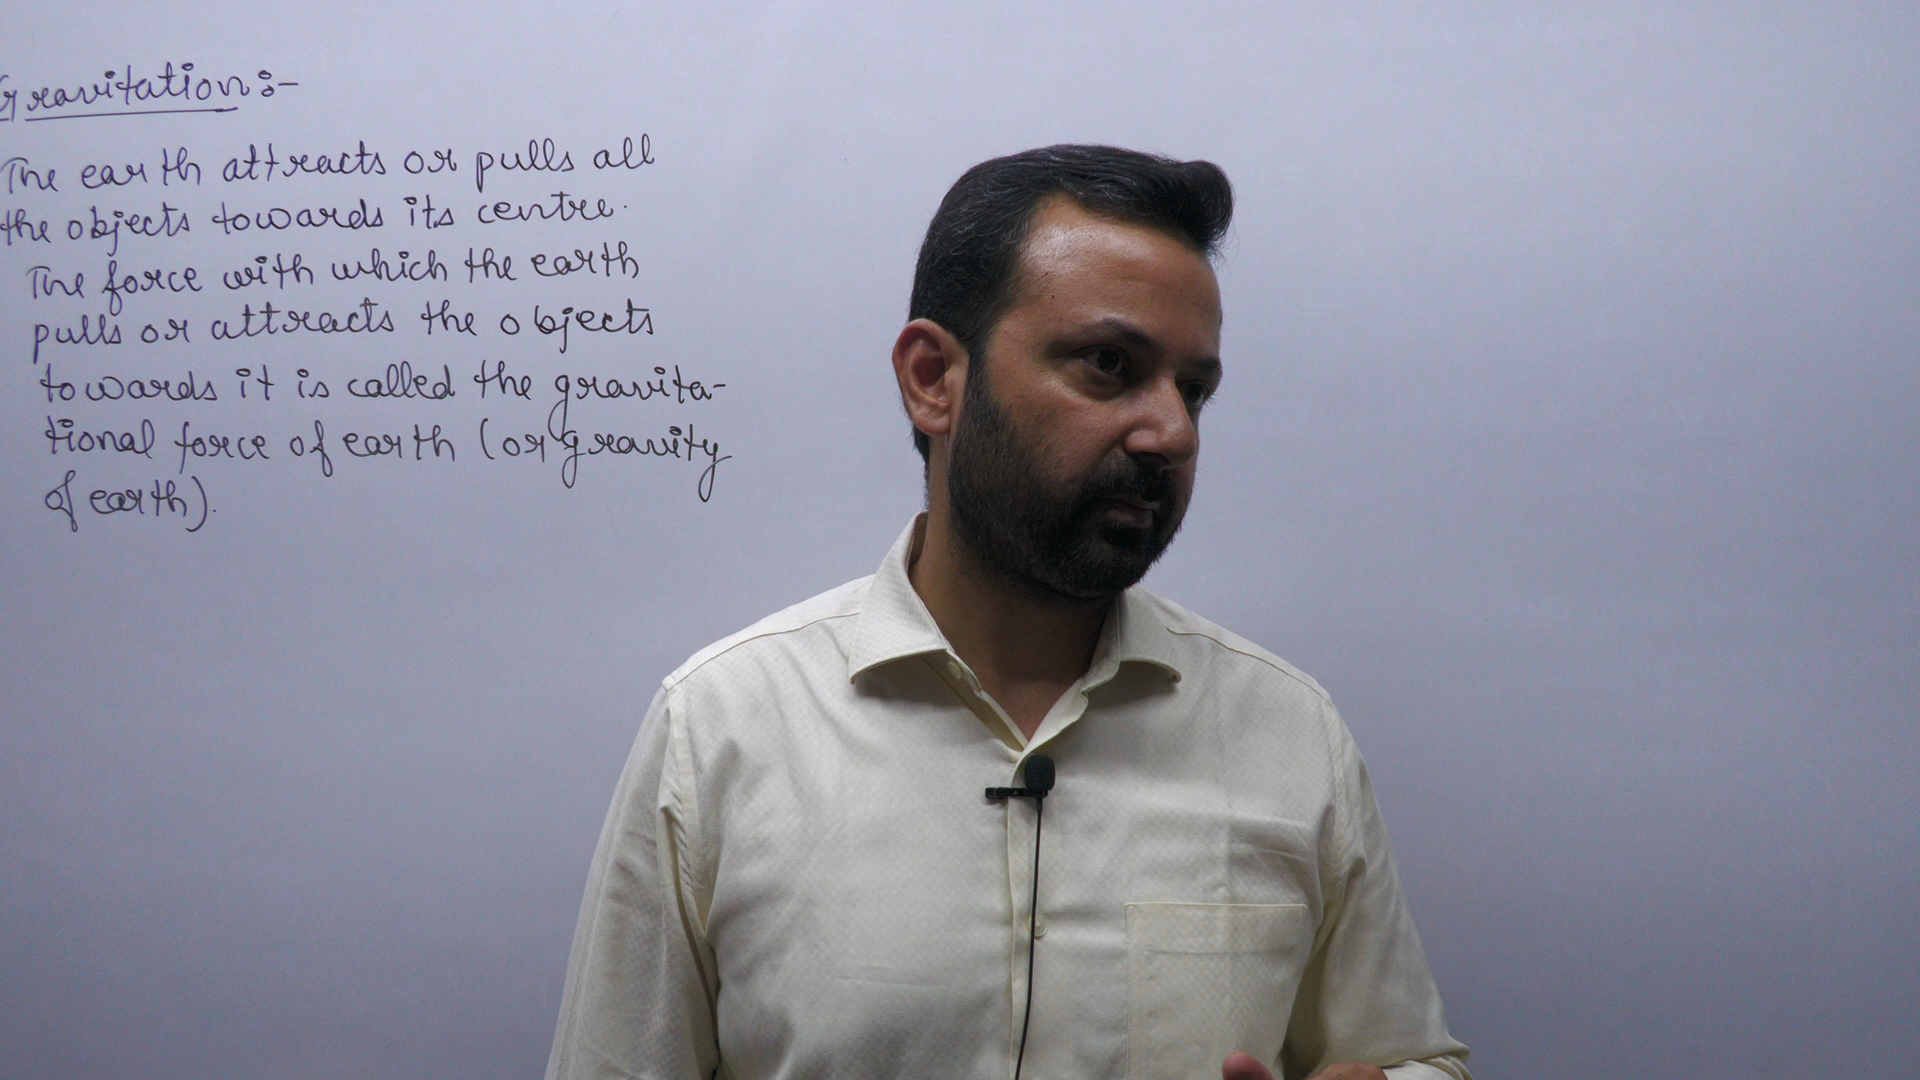 Gravitation:-
The earth attracts or pulls all
the objects towards its centre.
The force with which the earth
pulls or attracts the objects
towards it is called the gravita-
tional force of earth (or gravity
of earth).